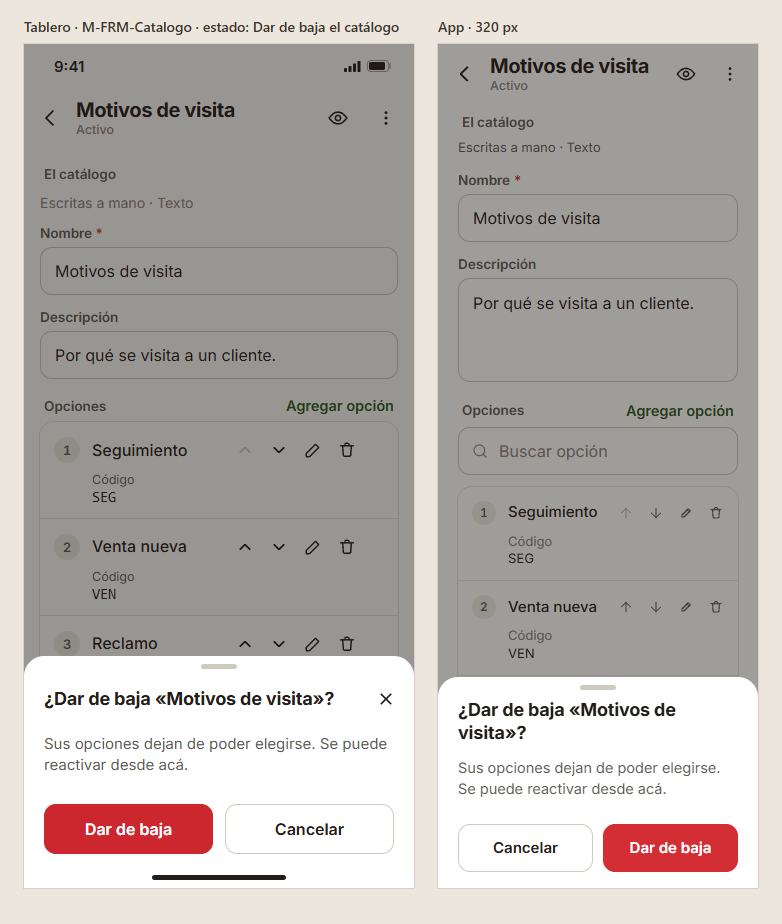 Tablero · M-FRM-Catalogo · estado: Dar de baja el catálogo
9:41
Motivos de visita
Activo
El catálogo
Escritas a mano · Texto
Nombre *
Motivos de visita
Descripción
Por qué se visita a un cliente.
Opciones
Agregar opción
1
Seguimiento
Código
SEG
2
Venta nueva
Código
VEN
3
Reclamo
¿Dar de baja «Motivos de visita»?
Sus opciones dejan de poder elegirse. Se puede
reactivar desde acá.
Dar de baja
Cancelar
App · 320 px
Motivos de visita
Activo
El catálogo
Escritas a mano · Texto
Nombre *
Motivos de visita
Descripción
Por qué se visita a un cliente.
Opciones
Agregar opción
Buscar opción
1
Seguimiento
Código
SEG
2
Venta nueva
Código
VEN
¿Dar de baja «Motivos de
visita»?
Sus opciones dejan de poder elegirse.
Se puede reactivar desde acá.
Cancelar
Dar de baja